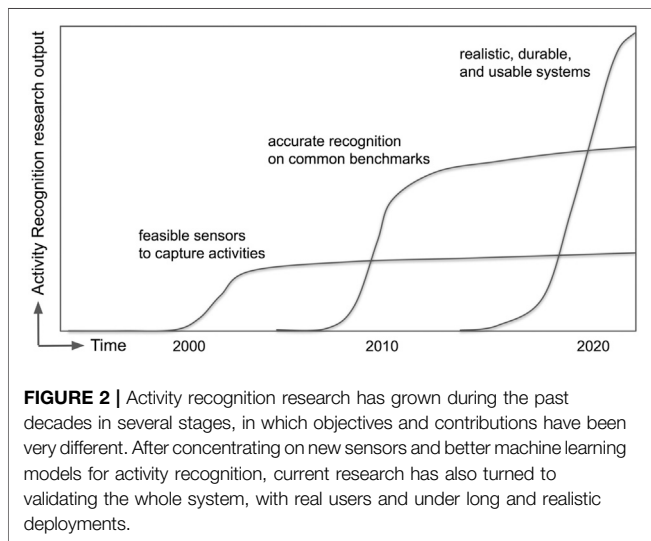 Activity Recognition research output
realistic, durable,
and usable systems
accurate recognition
on common benchmarks
feasible sensors
to capture activities
Time
2000
2010
2020
FIGURE 2 | Activity recognition research has grown during the past
decades in several stages, in which objectives and contributions have been
very different. After concentrating on new sensors and better machine learning
models for activity recognition, current research has also turned to
validating the whole system, with real users and under long and realistic
deployments.